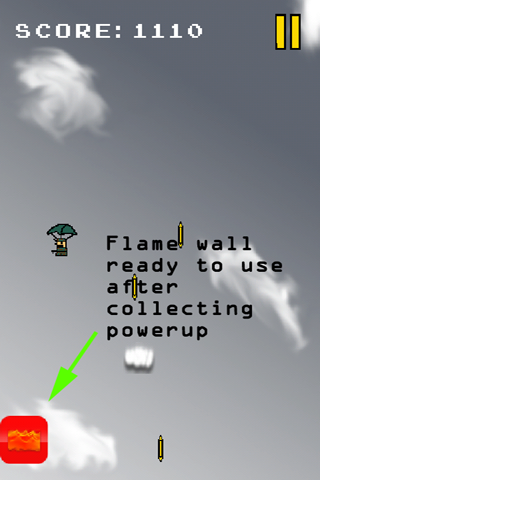 SCORE: 1110
Flame wall
ready to use
after
collecting
powerup